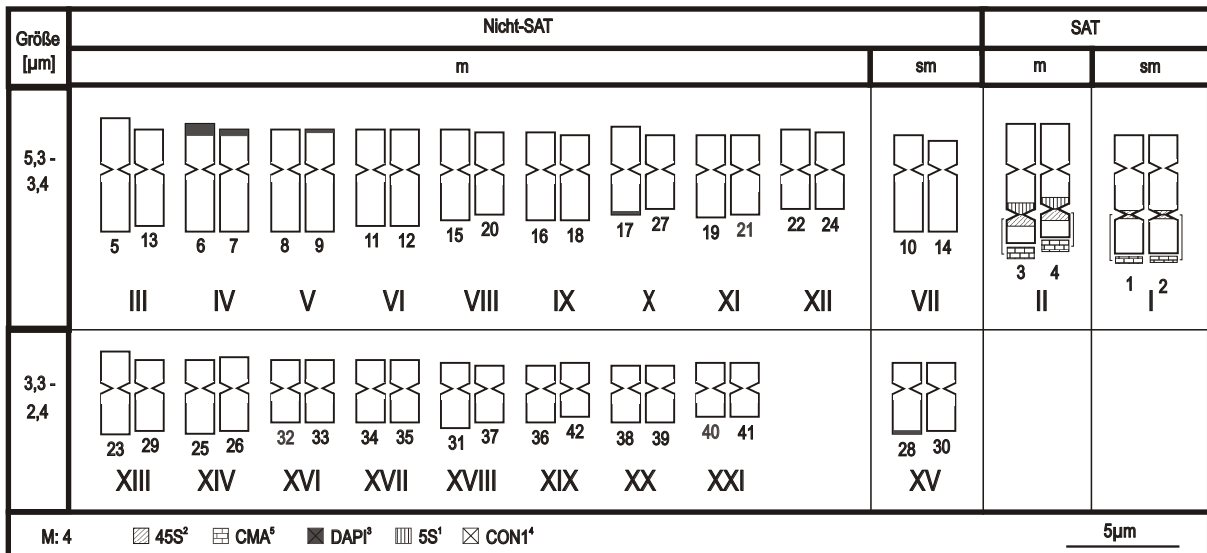 Größe [µm] Nicht-SAT SAT
m sm m sm
5,3 - 3,4
5 13 6 7 8 9 11 12 15 20 16 18 17 27 19 21 22 24 10 14 3 4 1 2
III IV V VI VIII IX X XI XII VII II I
3,3 - 2,4
23 29 25 26 32 33 34 35 31 37 36 42 38 39 40 41 28 30
XIII XIV XVI XVII XVIII XIX XX XXI XV
M: 4 45S² CMA⁵ DAPI³ 5S¹ CON1⁴ 5µm